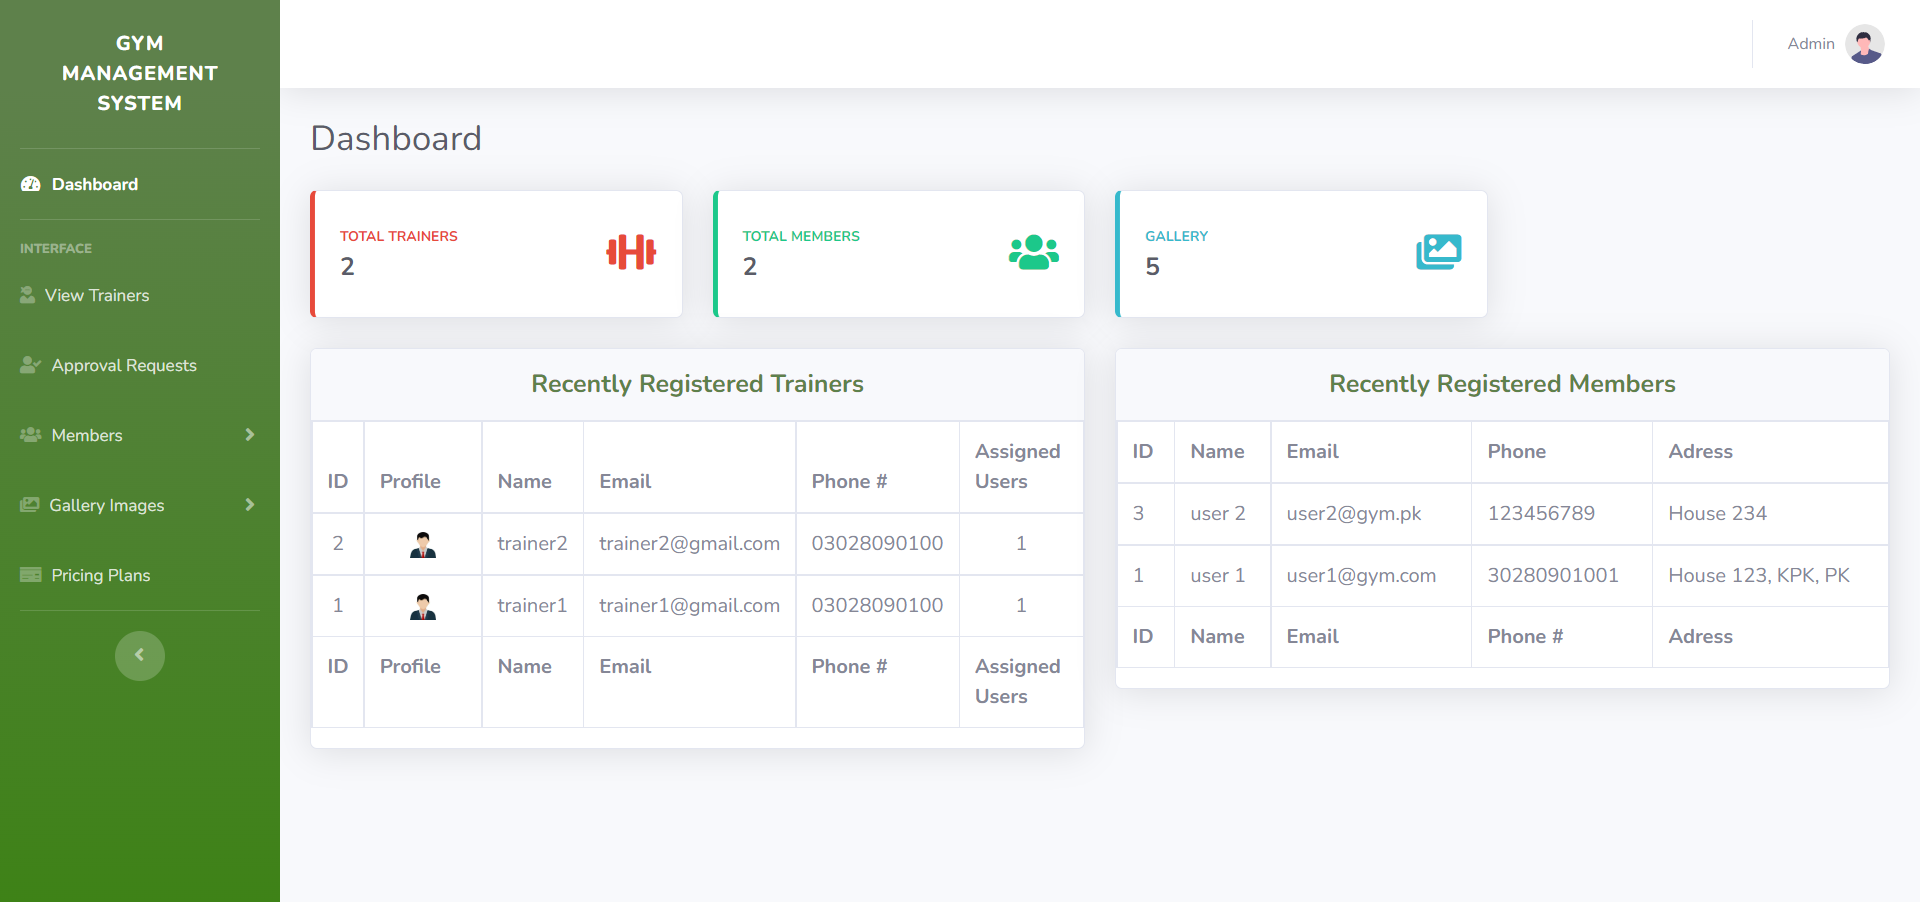 GYM
MANAGEMENT
SYSTEM
Dashboard
INTERFACE
View Trainers
Approval Requests
Members
Gallery Images
Pricing Plans
Admin
Dashboard
TOTAL TRAINERS
2
TOTAL MEMBERS
2
GALLERY
5
Recently Registered Trainers
ID Profile Name Email Phone # Assigned Users
2 trainer2 trainer2@gmail.com 03028090100 1
1 trainer1 trainer1@gmail.com 03028090100 1
ID Profile Name Email Phone # Assigned Users
Recently Registered Members
ID Name Email Phone Adress
3 user 2 user2@gym.pk 123456789 House 234
1 user 1 user1@gym.com 30280901001 House 123, KPK, PK
ID Name Email Phone # Adress